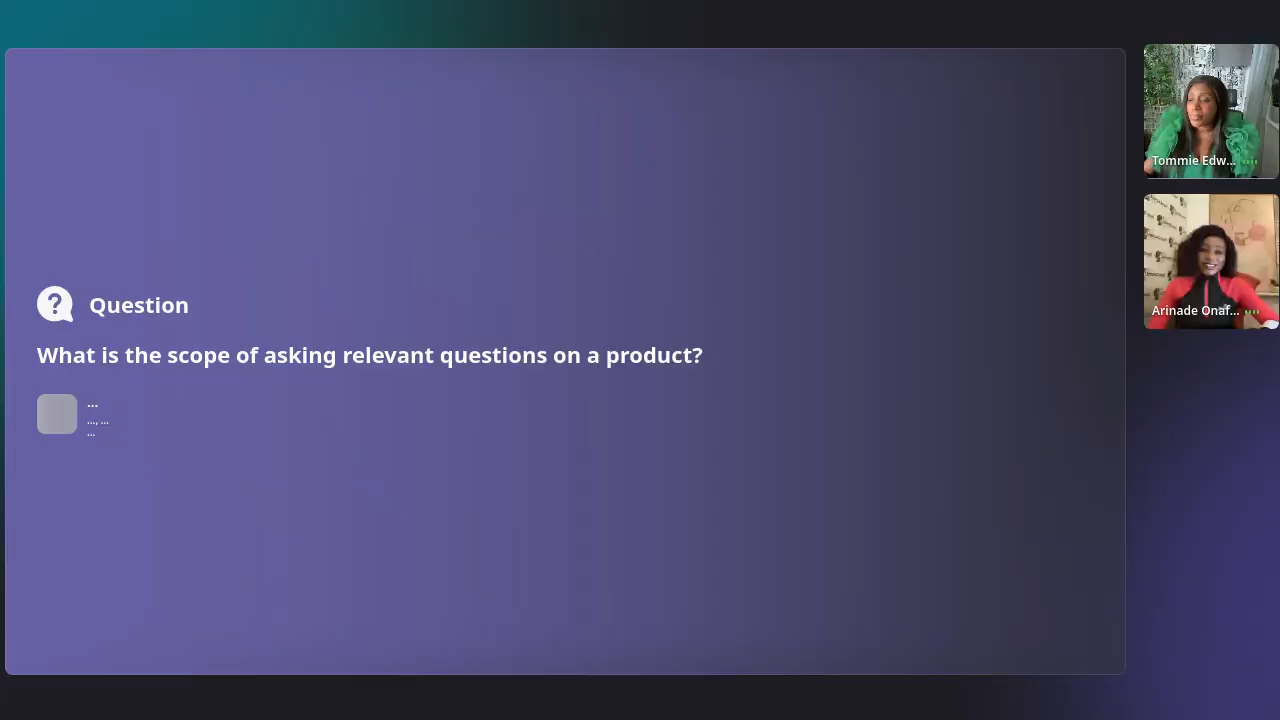 Question
What is the scope of asking relevant questions on a product?
...
..., ...
...
Tommie Edw...
Arinade Onaf...